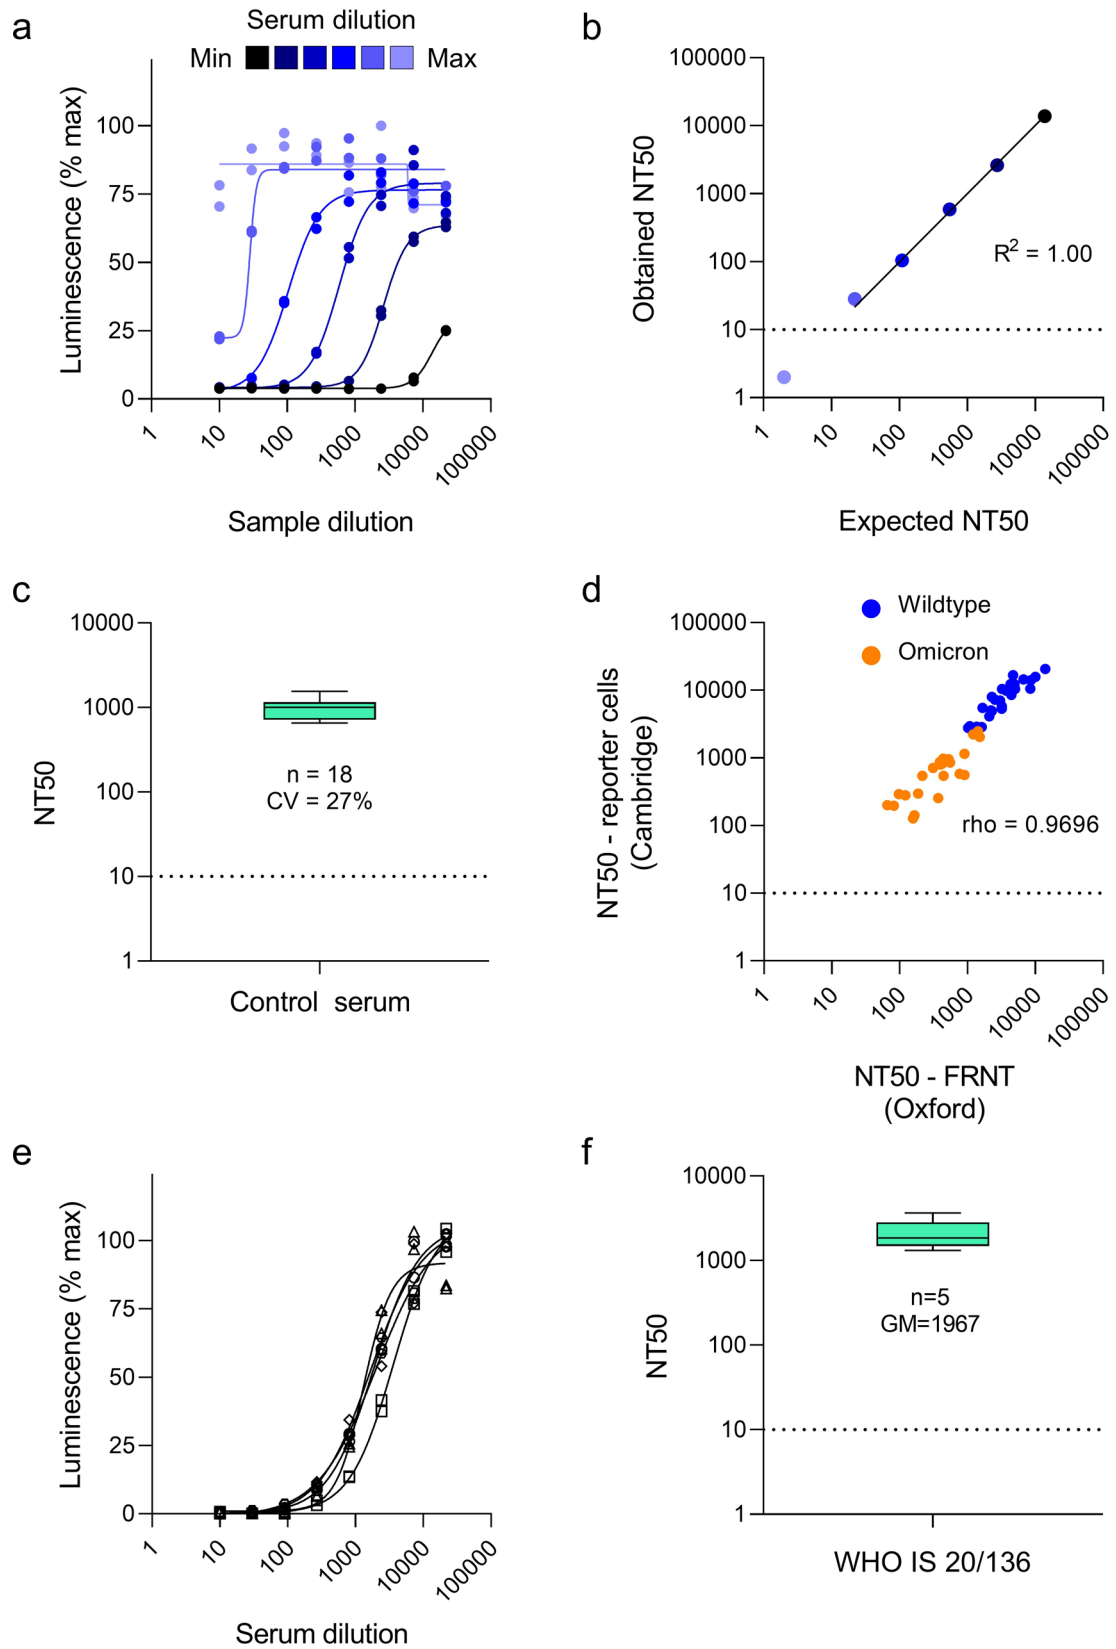 a
Serum dilution
Min Max
Luminescence (% max)
100
75
50
25
0
1 10 100 1000 10000 100000
Sample dilution
b
Obtained NT50
100000
10000
1000
100
10
1
R² = 1.00
1 10 100 1000 10000 100000
Expected NT50
c
NT50
10000
1000
100
10
1
n = 18
CV = 27%
Control serum
d
Wildtype
Omicron
NT50 - reporter cells
(Cambridge)
100000
10000
1000
100
10
1
rho = 0.9696
1 10 100 1000 10000 100000
NT50 - FRNT
(Oxford)
e
Luminescence (% max)
100
75
50
25
0
1 10 100 1000 10000 100000
Serum dilution
f
NT50
10000
1000
100
10
1
n=5
GM=1967
WHO IS 20/136